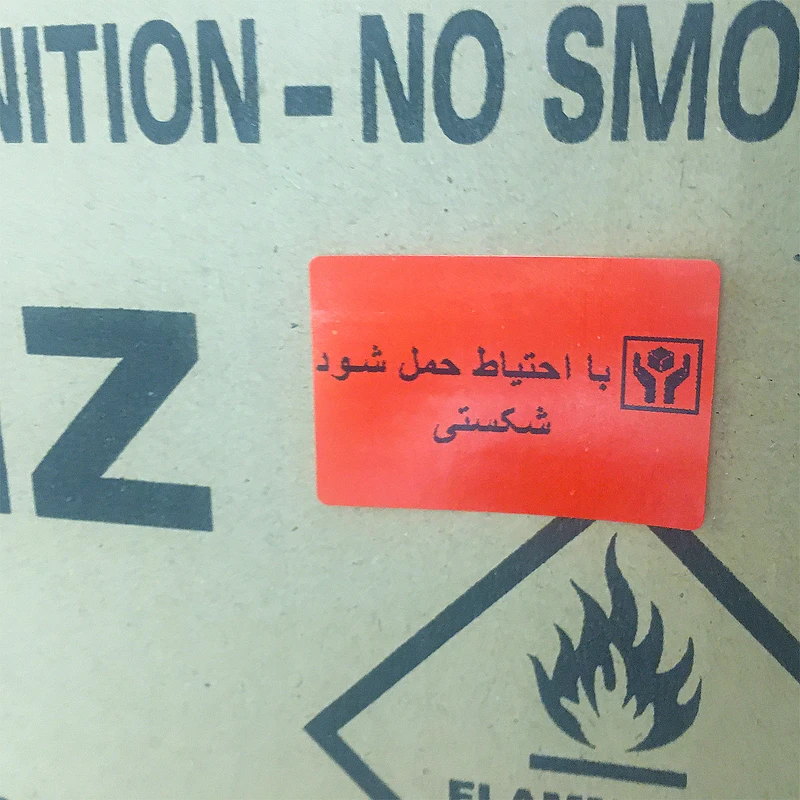 NITION - NO SMO
Z
با احتیاط حمل شود
شکستی